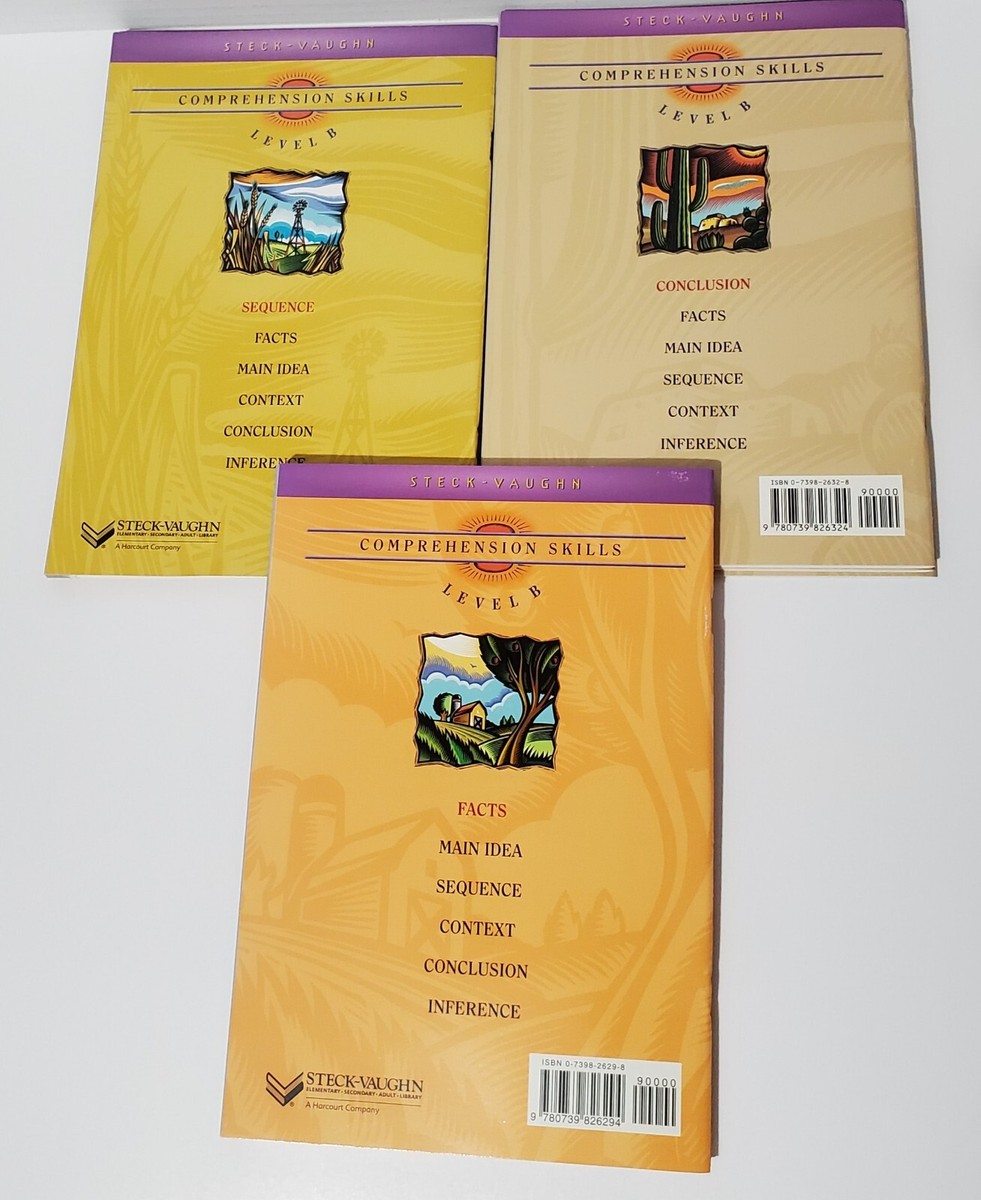 STECK-VAUGHN
COMPREHENSION SKILLS
LEVEL B
SEQUENCE
FACTS
MAIN IDEA
CONTEXT
CONCLUSION
INFERENCE
STECK-VAUGHN
ELEMENTARY • SECONDARY • ADULT • LIBRARY
A Harcourt Company
STECK-VAUGHN
COMPREHENSION SKILLS
LEVEL B
CONCLUSION
FACTS
MAIN IDEA
SEQUENCE
CONTEXT
INFERENCE
ISBN 0-7398-2632-8
90000
9 780739 826324
STECK-VAUGHN
COMPREHENSION SKILLS
LEVEL B
FACTS
MAIN IDEA
SEQUENCE
CONTEXT
CONCLUSION
INFERENCE
STECK-VAUGHN
ELEMENTARY • SECONDARY • ADULT • LIBRARY
A Harcourt Company
ISBN 0-7398-2629-8
90000
9 780739 826294